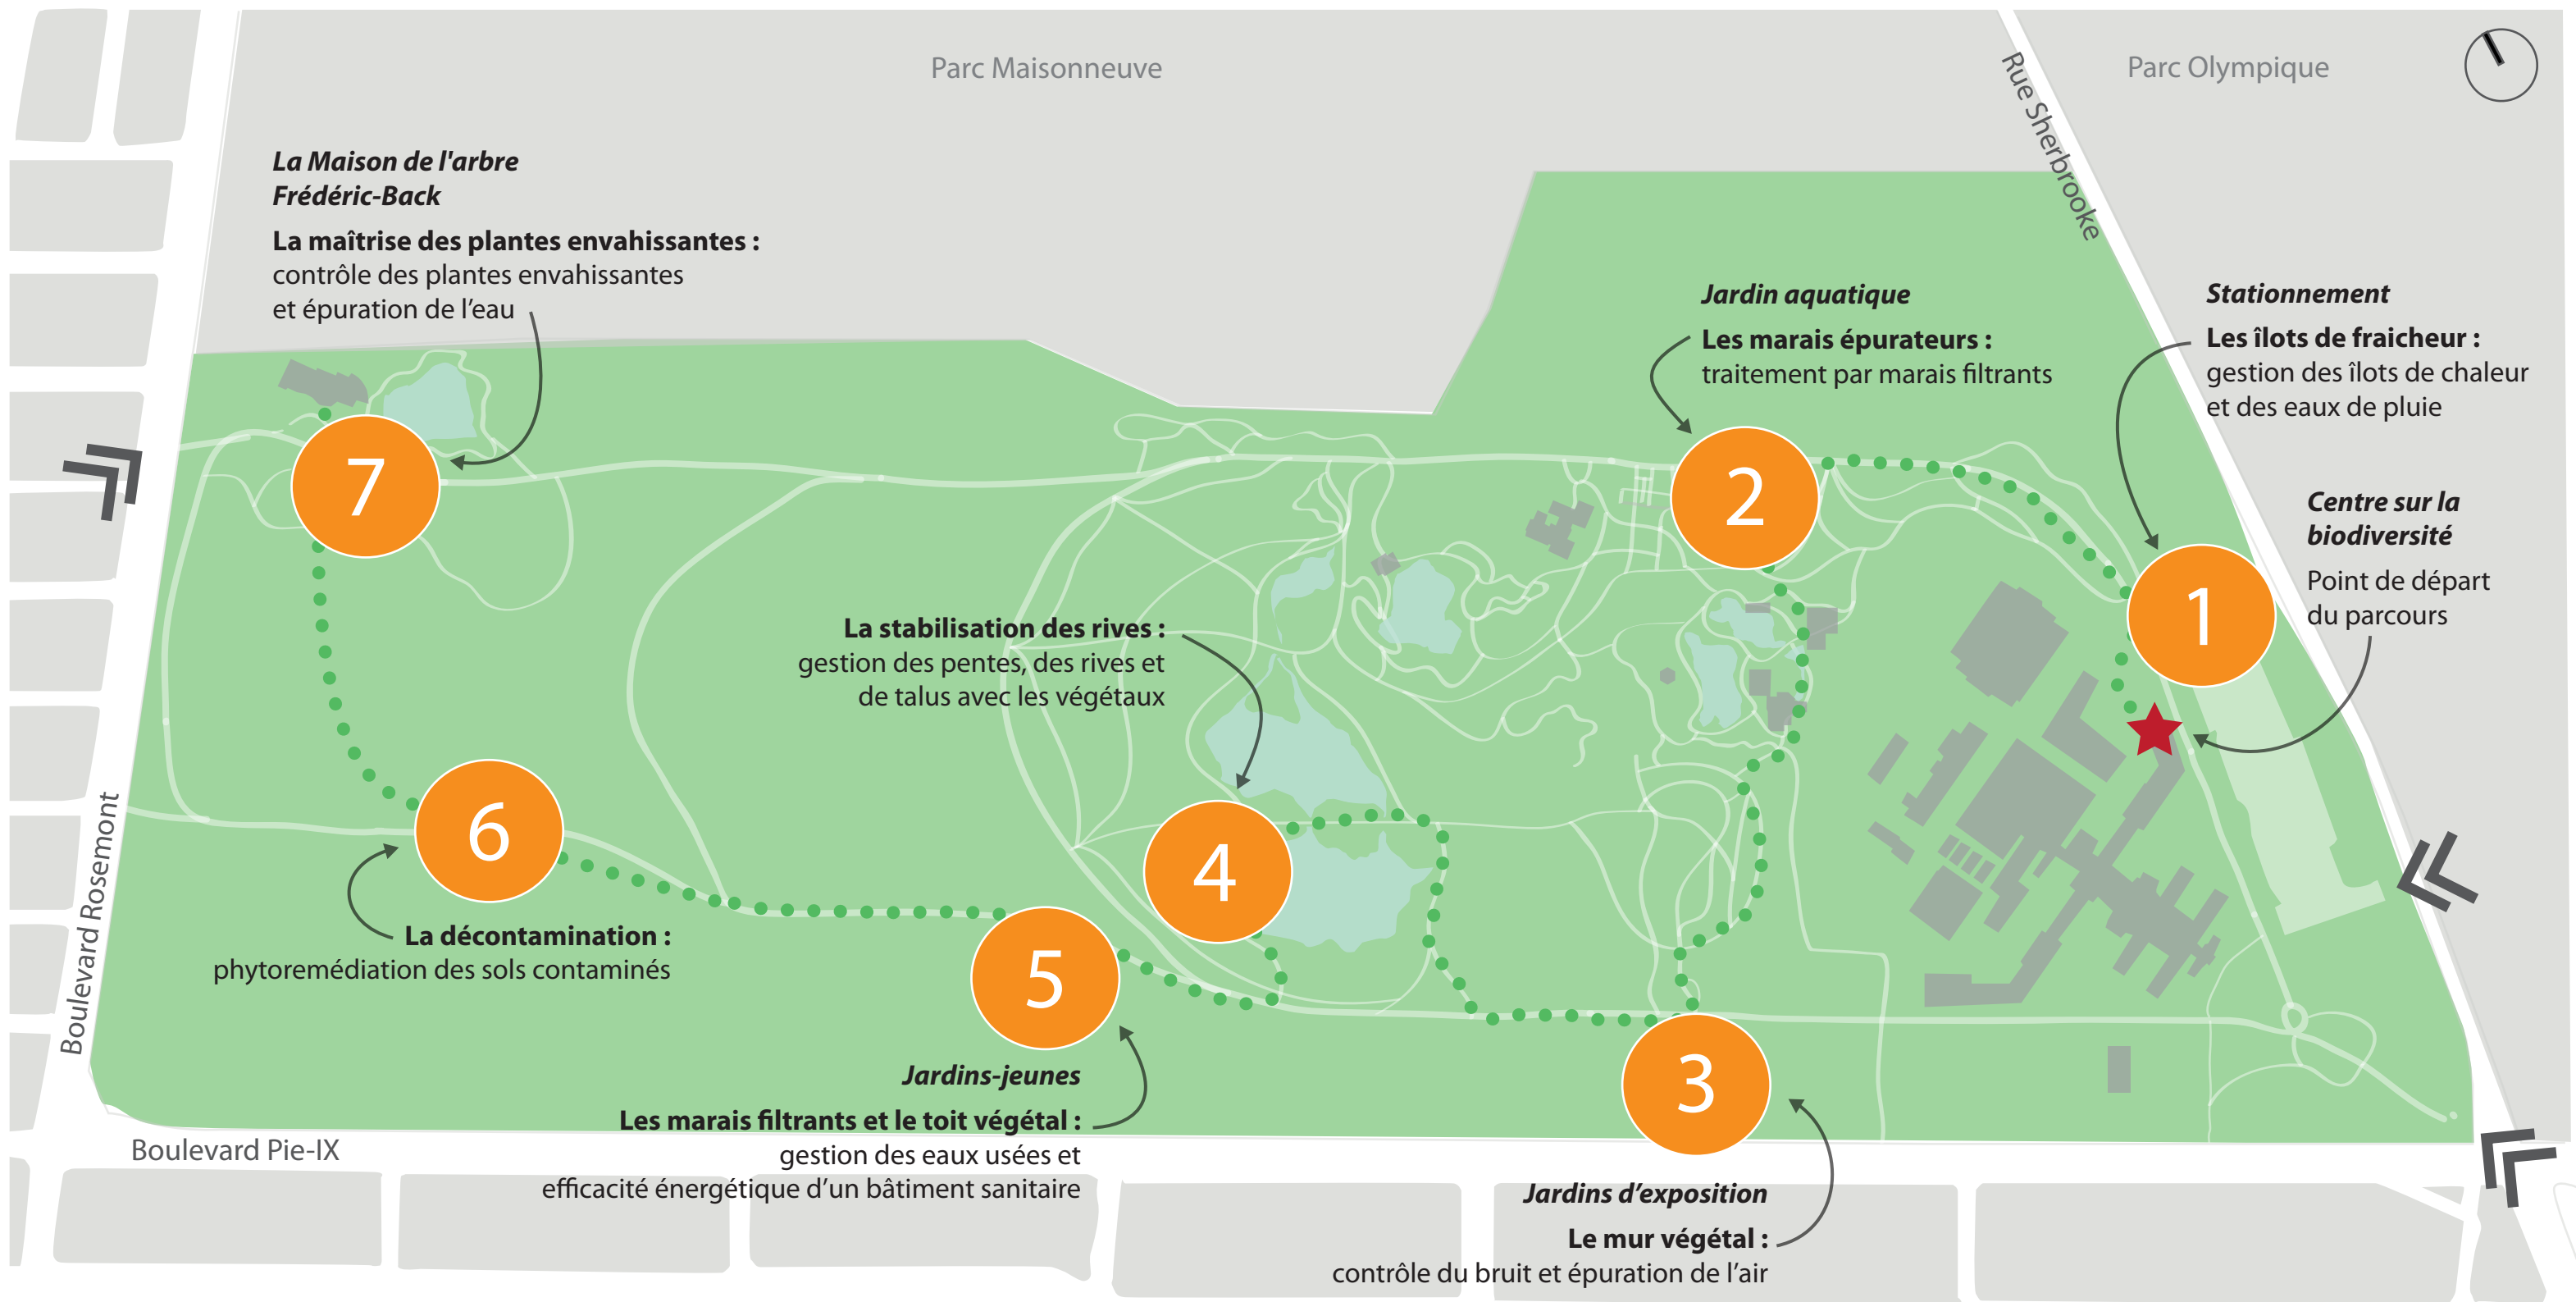 Parc Maisonneuve
Parc Olympique
Rue Sherbrooke
La Maison de l'arbre
Frédéric-Back
La maîtrise des plantes envahissantes :
contrôle des plantes envahissantes
et épuration de l’eau
Jardin aquatique
Les marais épurateurs :
traitement par marais filtrants
Stationnement
Les îlots de fraicheur :
gestion des îlots de chaleur
et des eaux de pluie
7
2
Centre sur la
biodiversité
Point de départ
du parcours
1
La stabilisation des rives :
gestion des pentes, des rives et
de talus avec les végétaux
6
4
Boulevard Rosemont
La décontamination :
phytoremédiation des sols contaminés
5
3
Jardins-jeunes
Les marais filtrants et le toit végétal :
gestion des eaux usées et
efficacité énergétique d’un bâtiment sanitaire
Boulevard Pie-IX
Jardins d’exposition
Le mur végétal :
contrôle du bruit et épuration de l’air